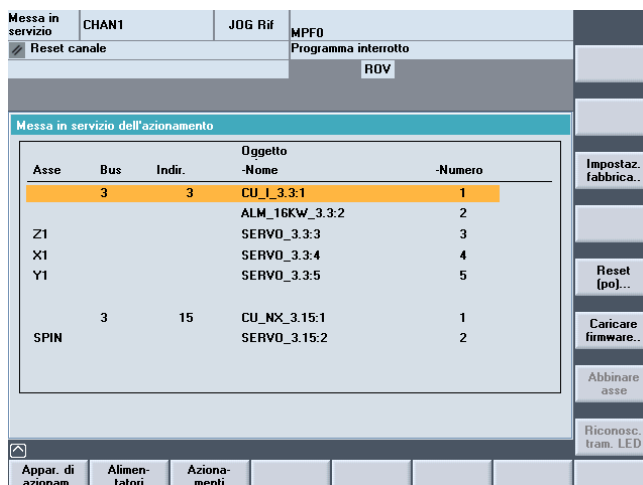 Messa in servizio
CHAN1
JOG Rif
MPF0
Reset canale
Programma interrotto
ROV
Messa in servizio dell'azionamento
Oggetto
Asse Bus Indir. -Nome -Numero
3 3 CU_I_3.3:1 1
ALM_16KW_3.3:2 2
Z1 SERVO_3.3:3 3
X1 SERVO_3.3:4 4
Y1 SERVO_3.3:5 5
3 15 CU_NX_3.15:1 1
SPIN SERVO_3.15:2 2
Impostaz.
fabbrica..
Reset
(po)...
Caricare
firmware..
Abbinare
asse
Riconosc.
tram. LED
Appar. di
azionam.
Alimen-
tatori
Aziona-
menti